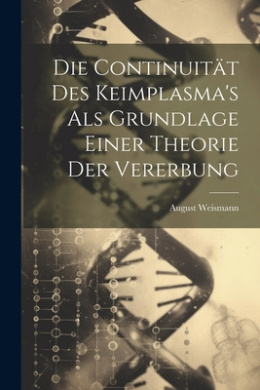 Die Continuität
Des Keimplasma's
Als Grundlage
Einer Theorie
Der Vererbung
August Weismann